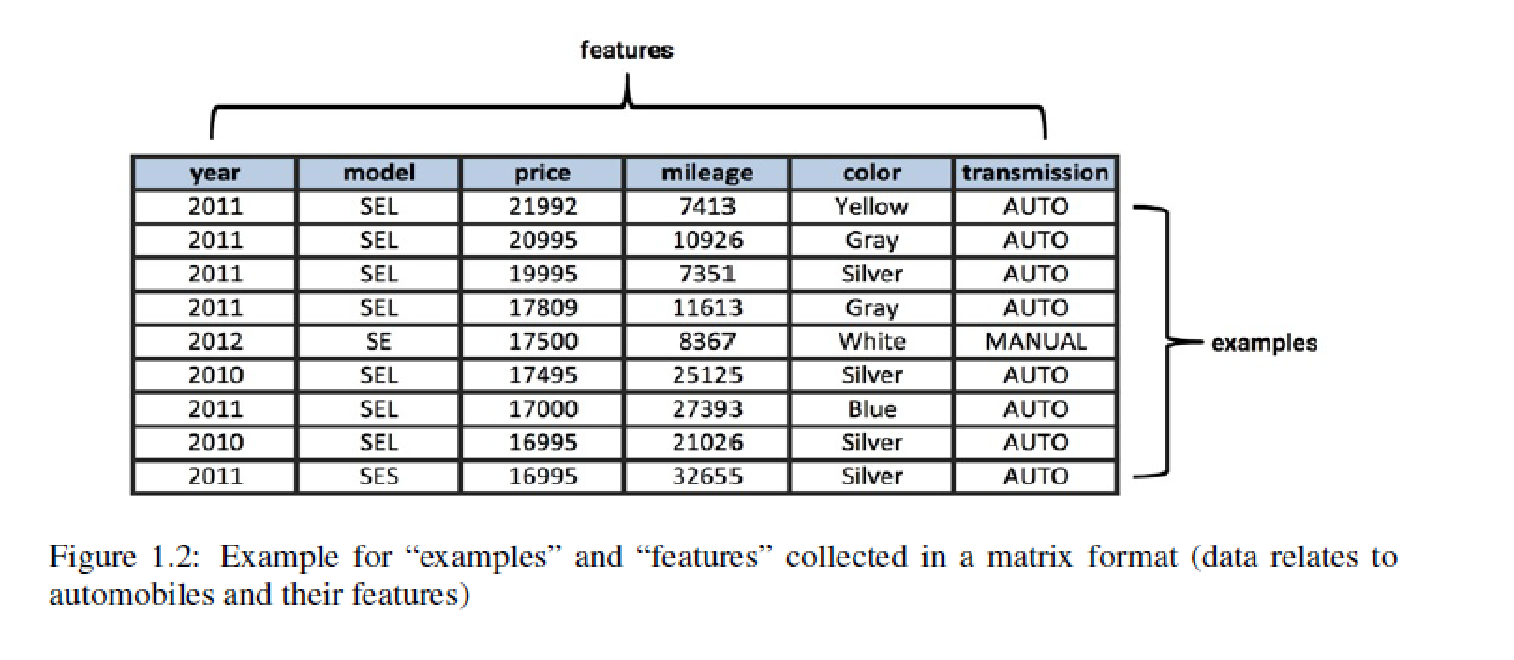 features
year model price mileage color transmission
2011 SEL 21992 7413 Yellow AUTO
2011 SEL 20995 10926 Gray AUTO
2011 SEL 19995 7351 Silver AUTO
2011 SEL 17809 11613 Gray AUTO
2012 SE 17500 8367 White MANUAL
examples
2010 SEL 17495 25125 Silver AUTO
2011 SEL 17000 27393 Blue AUTO
2010 SEL 16995 21026 Silver AUTO
2011 SES 16995 32655 Silver AUTO
Figure 1.2: Example for “examples” and “features” collected in a matrix format (data relates to
automobiles and their features)